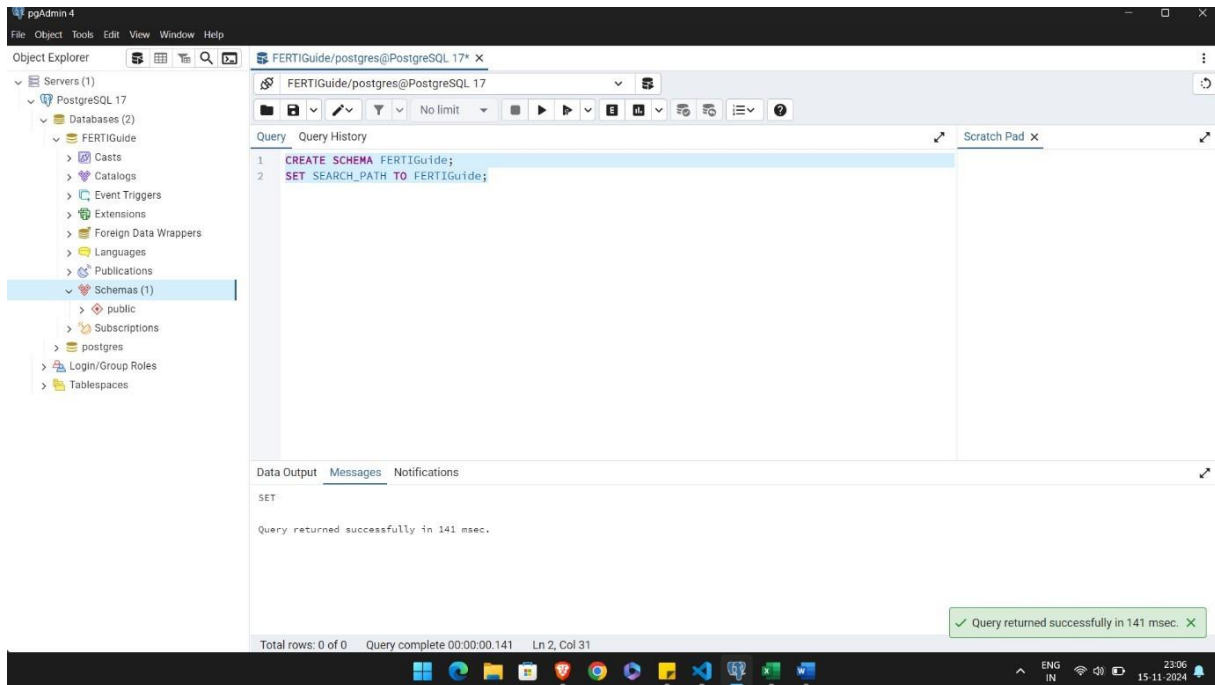 pgAdmin 4
File Object Tools Edit View Window Help
Object Explorer
FERTIGuide/postgres@PostgreSQL 17*
Servers (1)
PostgreSQL 17
Databases (2)
FERTIGuide
Casts
Catalogs
Event Triggers
Extensions
Foreign Data Wrappers
Languages
Publications
Schemas (1)
public
Subscriptions
postgres
Login/Group Roles
Tablespaces
FERTIGuide/postgres@PostgreSQL 17
No limit
Query Query History
Scratch Pad
1 CREATE SCHEMA FERTIGuide;
2 SET SEARCH_PATH TO FERTIGuide;
Data Output Messages Notifications
SET
Query returned successfully in 141 msec.
Query returned successfully in 141 msec.
Total rows: 0 of 0 Query complete 00:00:00.141 Ln 2, Col 31
ENG
IN
23:06
15-11-2024